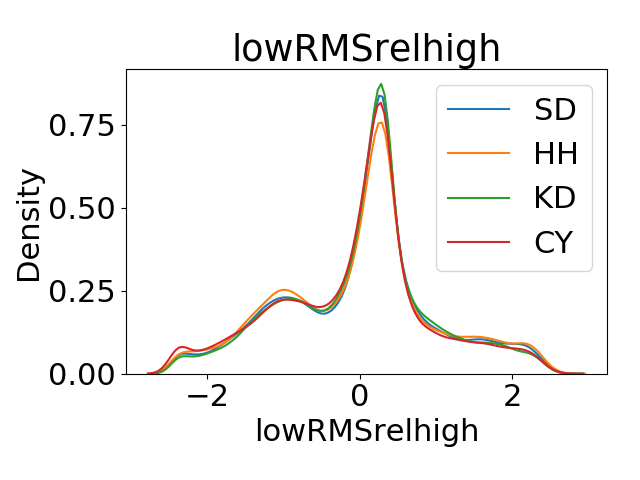 lowRMSrelhigh
SD
HH
KD
CY
Density
0.75
0.50
0.25
0.00
−2
0
2
lowRMSrelhigh